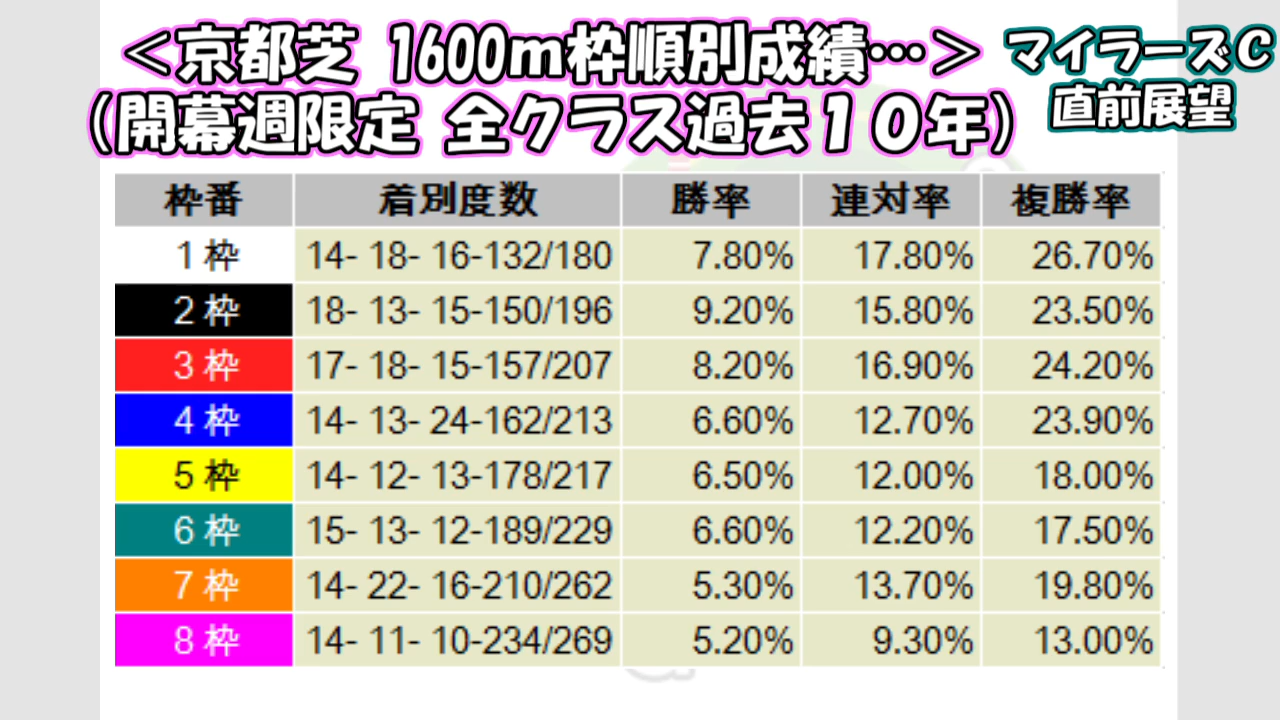 ＜京都芝 1600m枠順別成績…＞
（開幕週限定 全クラス過去１０年）
マイラーズC
直前展望
枠番 着別度数 勝率 連対率 複勝率
1枠 14- 18- 16-132/180 7.80% 17.80% 26.70%
2枠 18- 13- 15-150/196 9.20% 15.80% 23.50%
3枠 17- 18- 15-157/207 8.20% 16.90% 24.20%
4枠 14- 13- 24-162/213 6.60% 12.70% 23.90%
5枠 14- 12- 13-178/217 6.50% 12.00% 18.00%
6枠 15- 13- 12-189/229 6.60% 12.20% 17.50%
7枠 14- 22- 16-210/262 5.30% 13.70% 19.80%
8枠 14- 11- 10-234/269 5.20% 9.30% 13.00%